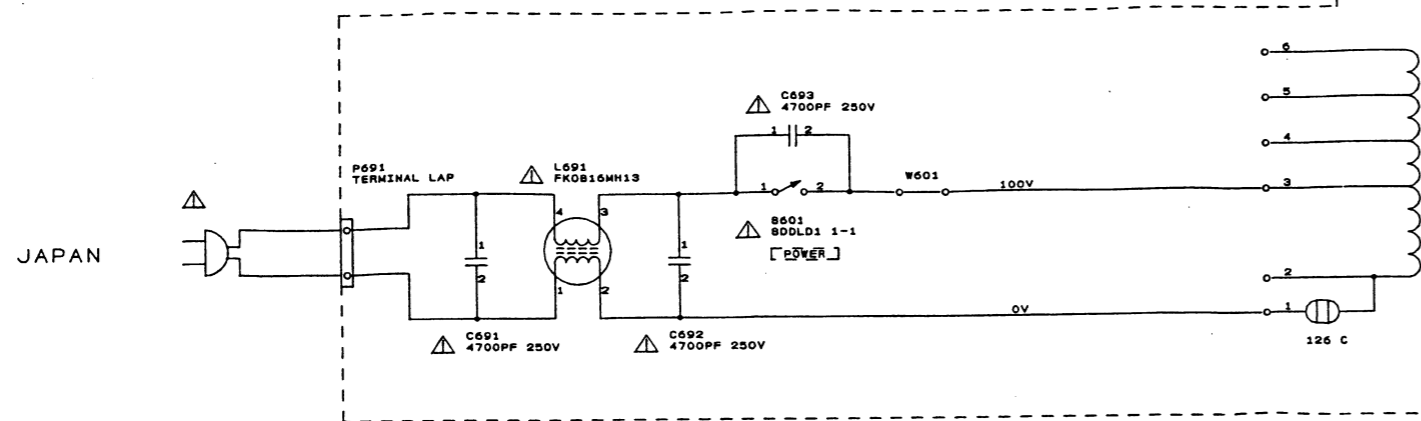 JAPAN
P691
TERMINAL LAP
L691
FK0B16MH13
4
3
1
2
1
2
C691
4700PF 250V
1
2
C692
4700PF 250V
C693
4700PF 250V
1
2
1
2
S601
SDDLD1 1-1
POWER
W601
100V
0V
6
5
4
3
2
1
126 C